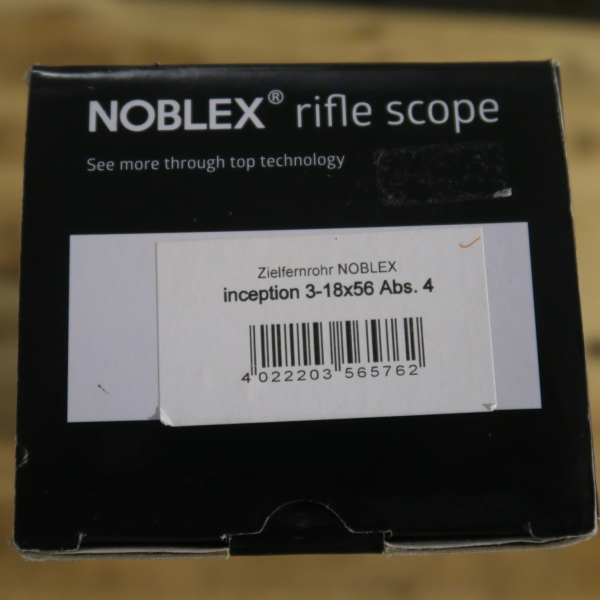 NOBLEX® rifle scope
See more through top technology
Zielfernrohr NOBLEX
inception 3-18x56 Abs. 4
4 022203 565762